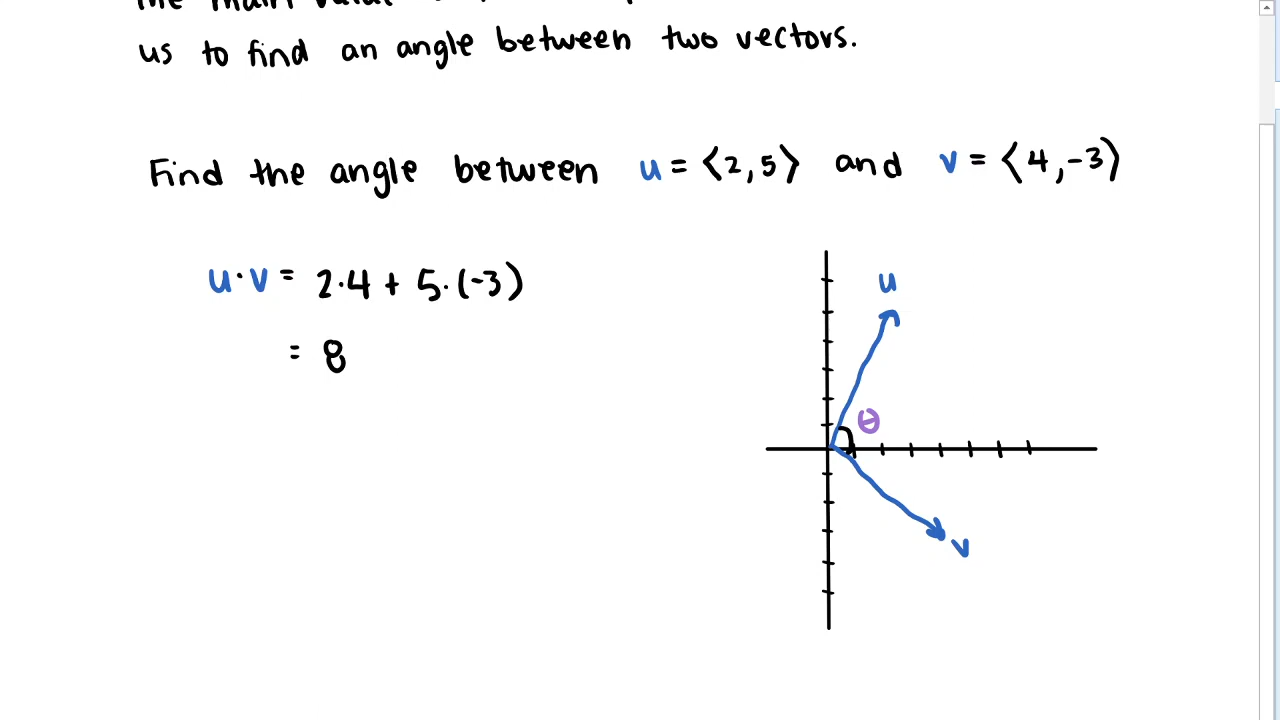 us to find an angle between two vectors.
Find the angle between u = ⟨2,5⟩ and v = ⟨4,-3⟩
u·v = 2·4 + 5·(-3)
= 8
u
θ
v